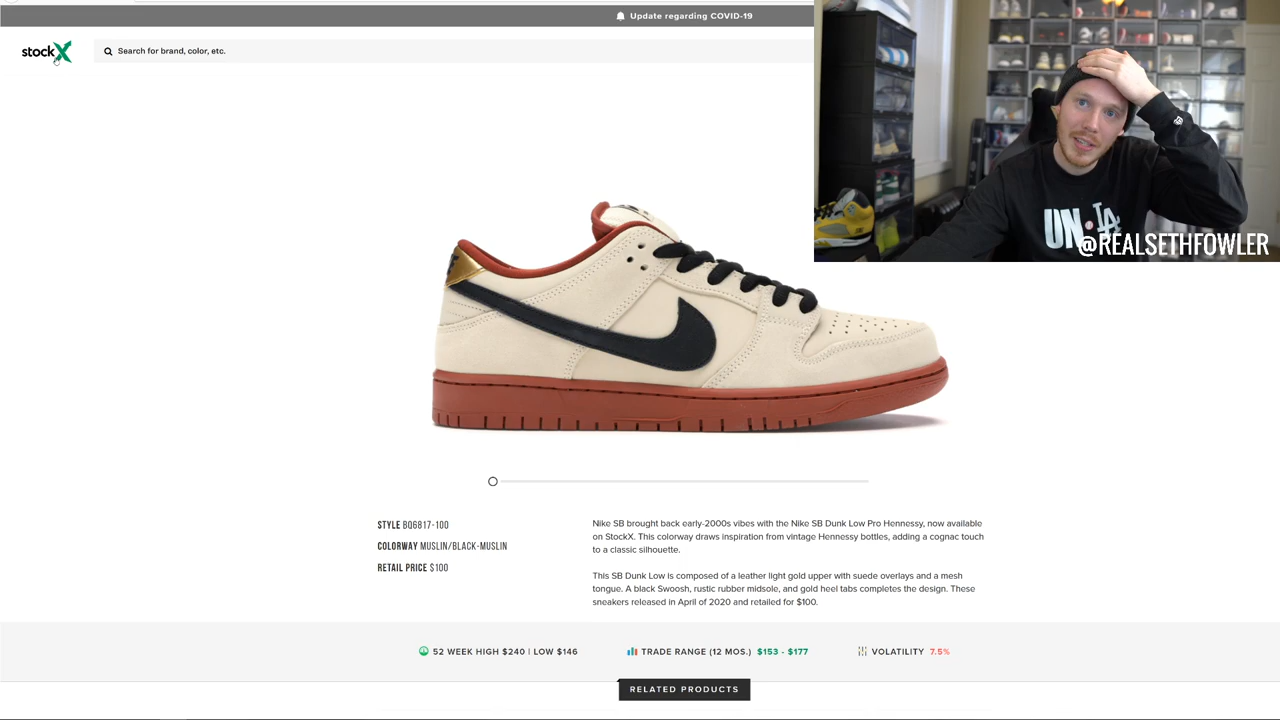 Update regarding COVID-19
stockX
Search for brand, color, etc.
UN LA
@REALSETHFOWLER
STYLE BQ6817-100
COLORWAY MUSLIN/BLACK-MUSLIN
RETAIL PRICE $100
Nike SB brought back early-2000s vibes with the Nike SB Dunk Low Pro Hennessy, now available
on StockX. This colorway draws inspiration from vintage Hennessy bottles, adding a cognac touch
to a classic silhouette.
This SB Dunk Low is composed of a leather light gold upper with suede overlays and a mesh
tongue. A black Swoosh, rustic rubber midsole, and gold heel tabs completes the design. These
sneakers released in April of 2020 and retailed for $100.
52 WEEK HIGH $240 | LOW $146
TRADE RANGE (12 MOS.) $153 - $177
VOLATILITY 7.5%
RELATED PRODUCTS